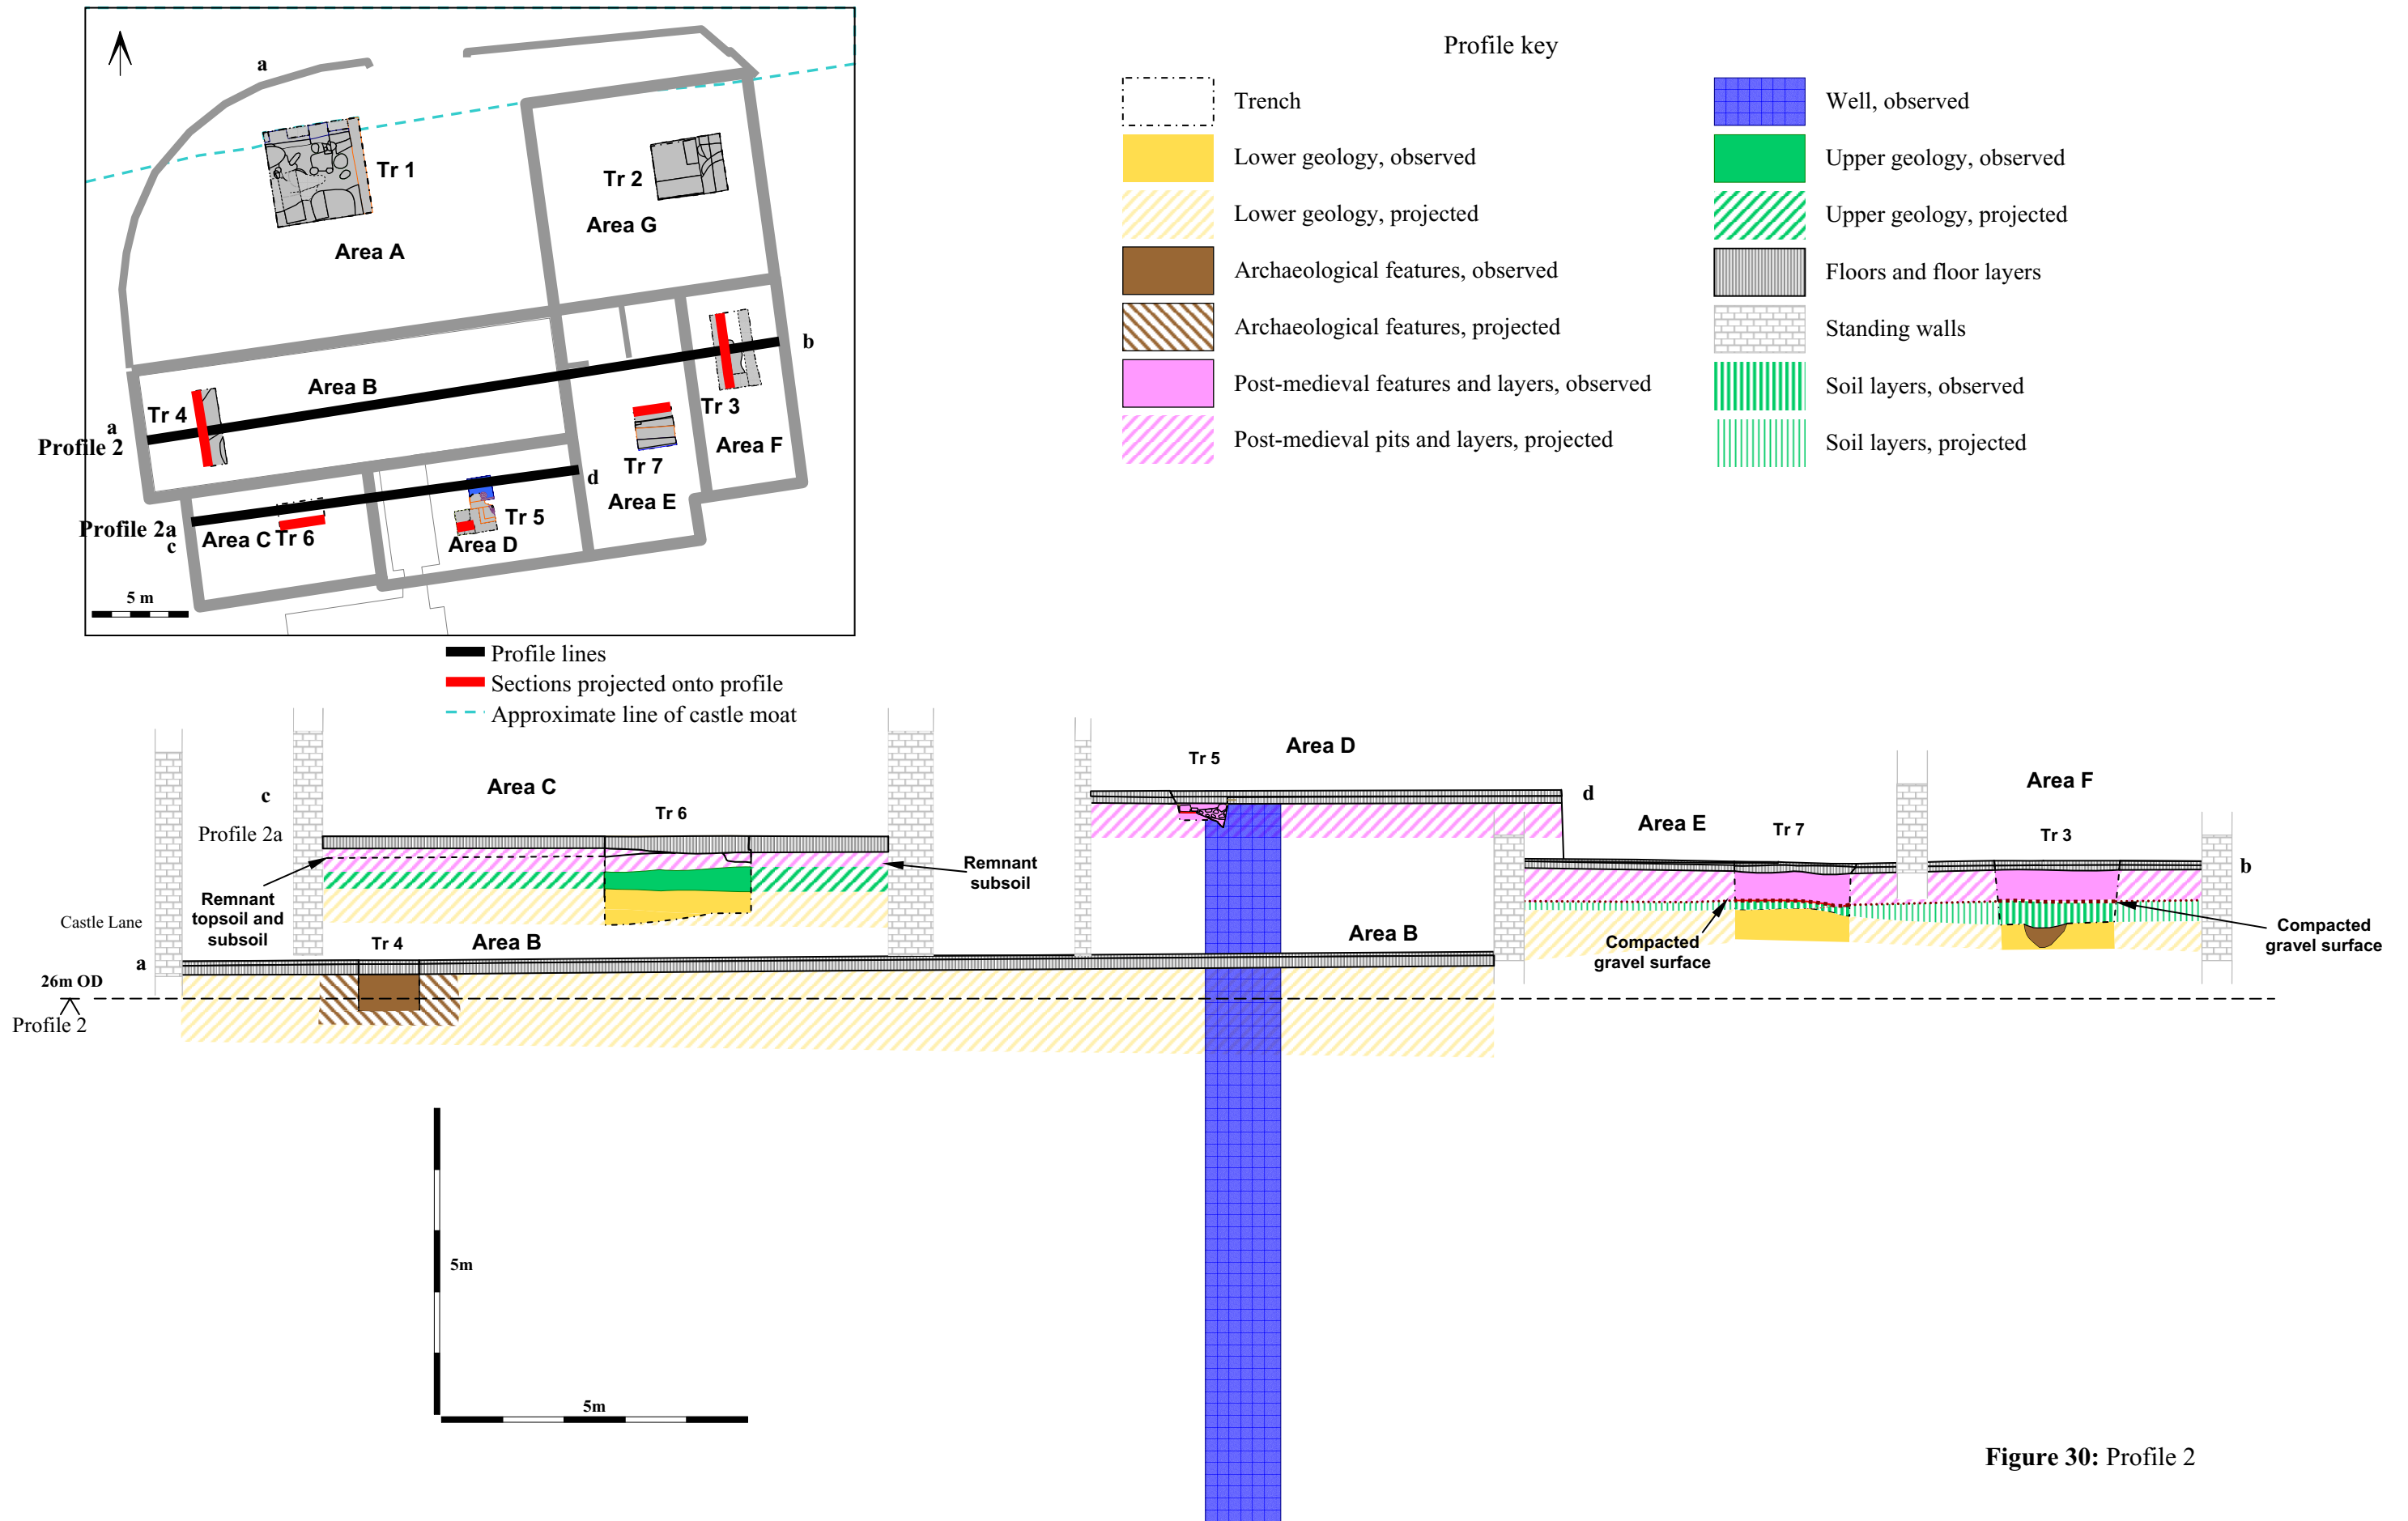 a
Tr 1
Tr 2
Area G
Area A
b
Area B
Tr 4
Tr 3
a
Profile 2
Area F
Tr 7
d
Area E
Tr 5
Profile 2a
c
Area C Tr 6
Area D
5 m
Profile lines
Sections projected onto profile
Approximate line of castle moat
Profile key
Trench
Lower geology, observed
Lower geology, projected
Archaeological features, observed
Archaeological features, projected
Post-medieval features and layers, observed
Post-medieval pits and layers, projected
Well, observed
Upper geology, observed
Upper geology, projected
Floors and floor layers
Standing walls
Soil layers, observed
Soil layers, projected
Area D
Tr 5
Area C
c
d
Area F
Tr 6
Area E
Tr 7
Tr 3
Profile 2a
Remnant
subsoil
b
Remnant
topsoil and
subsoil
Castle Lane
Tr 4
Area B
Area B
Compacted
gravel surface
Compacted
gravel surface
a
26m OD
Profile 2
5m
5m
Figure 30: Profile 2